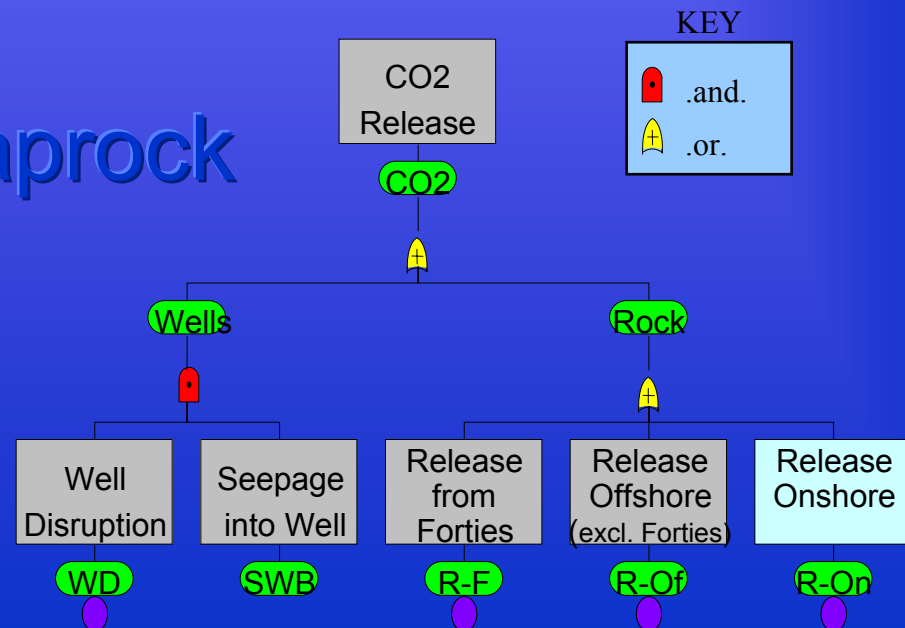 KEY
.and.
.or.
aprock
CO2
Release
CO2
Wells
Rock
Well
Disruption
Seepage
into Well
Release
from
Forties
Release
Offshore
(excl. Forties)
Release
Onshore
WD
SWB
R-F
R-Of
R-On